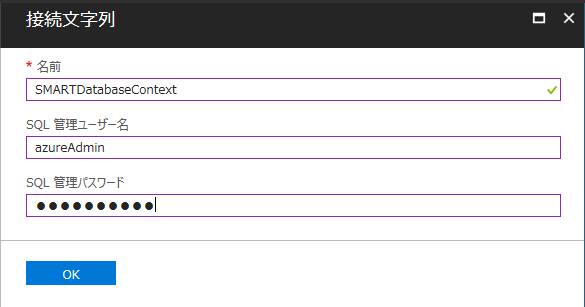 接続文字列
* 名前
SMARTDatabaseContext
SQL 管理ユーザー名
azureAdmin
SQL 管理パスワード
●●●●●●●●●●
OK